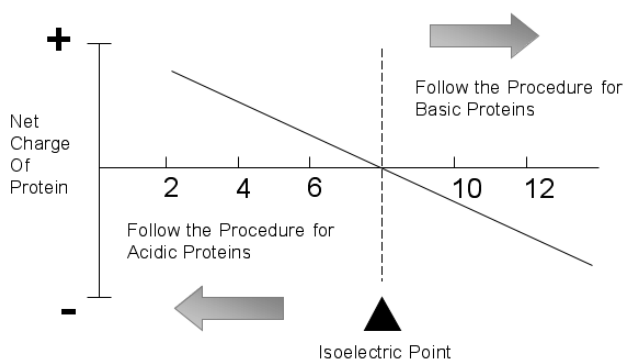 +
Follow the Procedure for
Basic Proteins
Net
Charge
Of
Protein
2 4 6 10 12
Follow the Procedure for
Acidic Proteins
-
Isoelectric Point